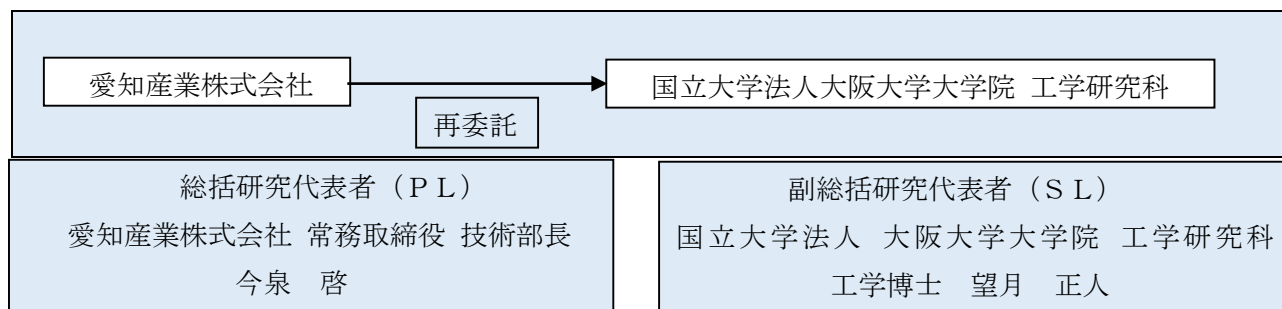 愛知産業株式会社
国立大学法人大阪大学大学院 工学研究科
再委託
総括研究代表者（ＰＬ）
愛知産業株式会社 常務取締役 技術部長
今泉　啓
副総括研究代表者（ＳＬ）
国立大学法人 大阪大学大学院 工学研究科
工学博士　望月　正人